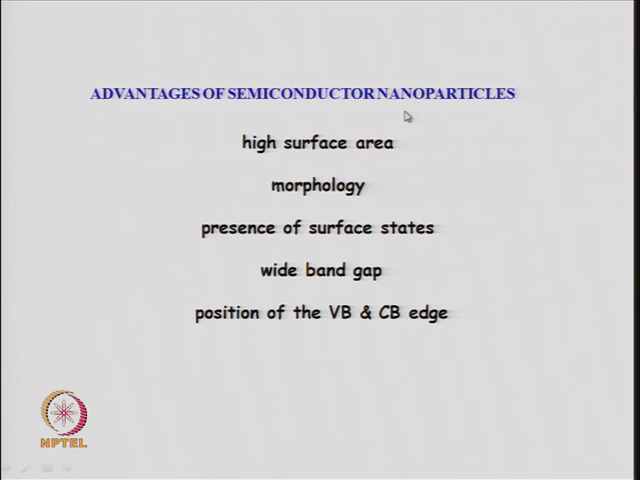 ADVANTAGES OF SEMICONDUCTOR NANOPARTICLES
high surface area
morphology
presence of surface states
wide band gap
position of the VB & CB edge
NPTEL